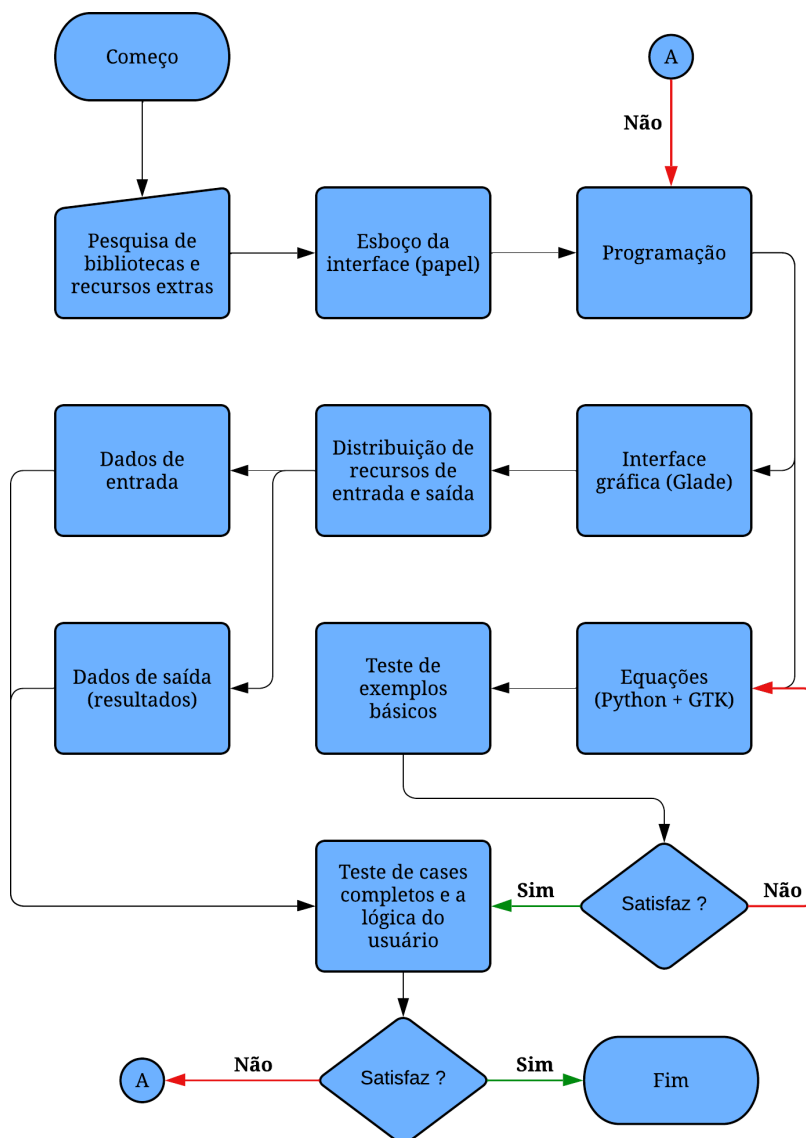 Começo
A
Não
Pesquisa de
bibliotecas e
recursos extras
Esboço da
interface (papel)
Programação
Dados de
entrada
Distribuição de
recursos de
entrada e saída
Interface
gráfica (Glade)
Dados de saída
(resultados)
Teste de
exemplos
básicos
Equações
(Python + GTK)
Teste de cases
completos e a
lógica do
usuário
Sim
Satisfaz ?
Não
A
Não
Satisfaz ?
Sim
Fim